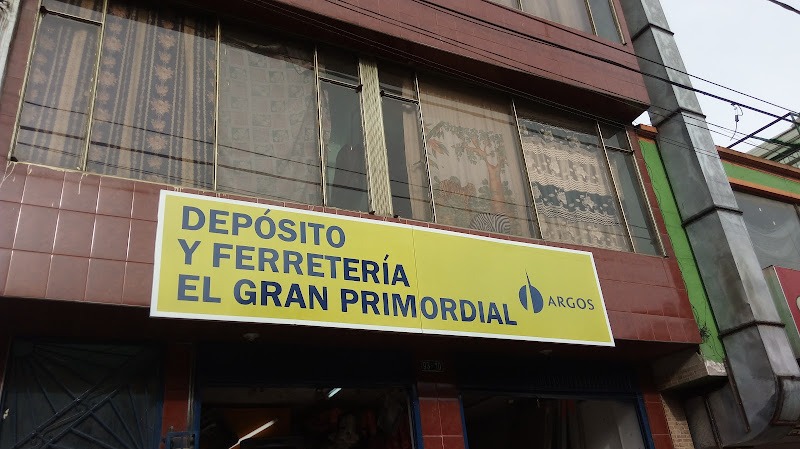 DEPÓSITO
Y FERRETERÍA
EL GRAN PRIMORDIAL
ARGOS